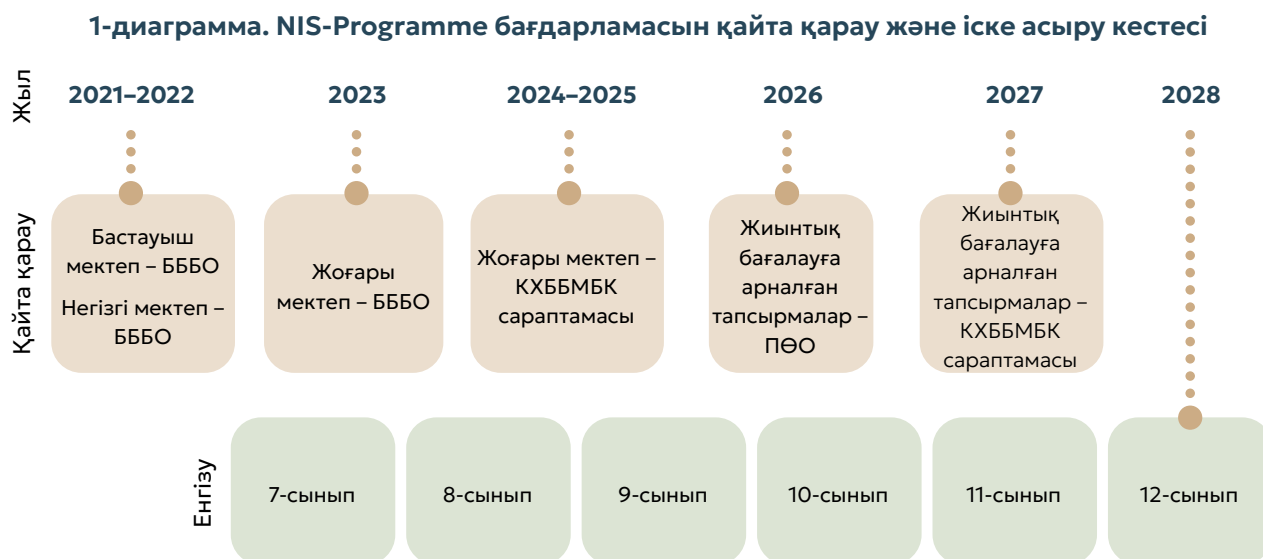 1-диаграмма. NIS-Programme бағдарламасын қайта қарау және іске асыру кестесі
Жыл
2021–2022
2023
2024–2025
2026
2027
2028
Қайта қарау
Бастауыш
мектеп – БББО
Негізгі мектеп –
БББО
Жоғары
мектеп – БББО
Жоғары мектеп –
КХББМБК
сараптамасы
Жиынтық
бағалауға
арналған
тапсырмалар –
ПӨО
Жиынтық
бағалауға
арналған
тапсырмалар –
КХББМБК
сараптамасы
Енгізу
7-сынып
8-сынып
9-сынып
10-сынып
11-сынып
12-сынып